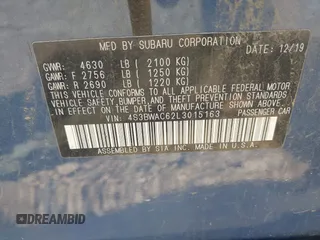 MFD BY SUBARU CORPORATION
DATE: 12/19
GVWR: 4630 LB ( 2100 KG)
GAWR: F 2756 LB ( 1250 KG)
GAWR: R 2690 LB ( 1220 KG)
THIS VEHICLE CONFORMS TO ALL APPLICABLE FEDERAL MOTOR
VEHICLE SAFETY, BUMPER, AND THEFT PREVENTION STANDARDS
IN EFFECT ON THE DATE OF MANUFACTURE SHOWN ABOVE.
VIN: 4S3BWAC62L3015163 PASSENGER CAR
ASSEMBLED BY SIA INC. MADE IN U.S.A.
DREAMBID